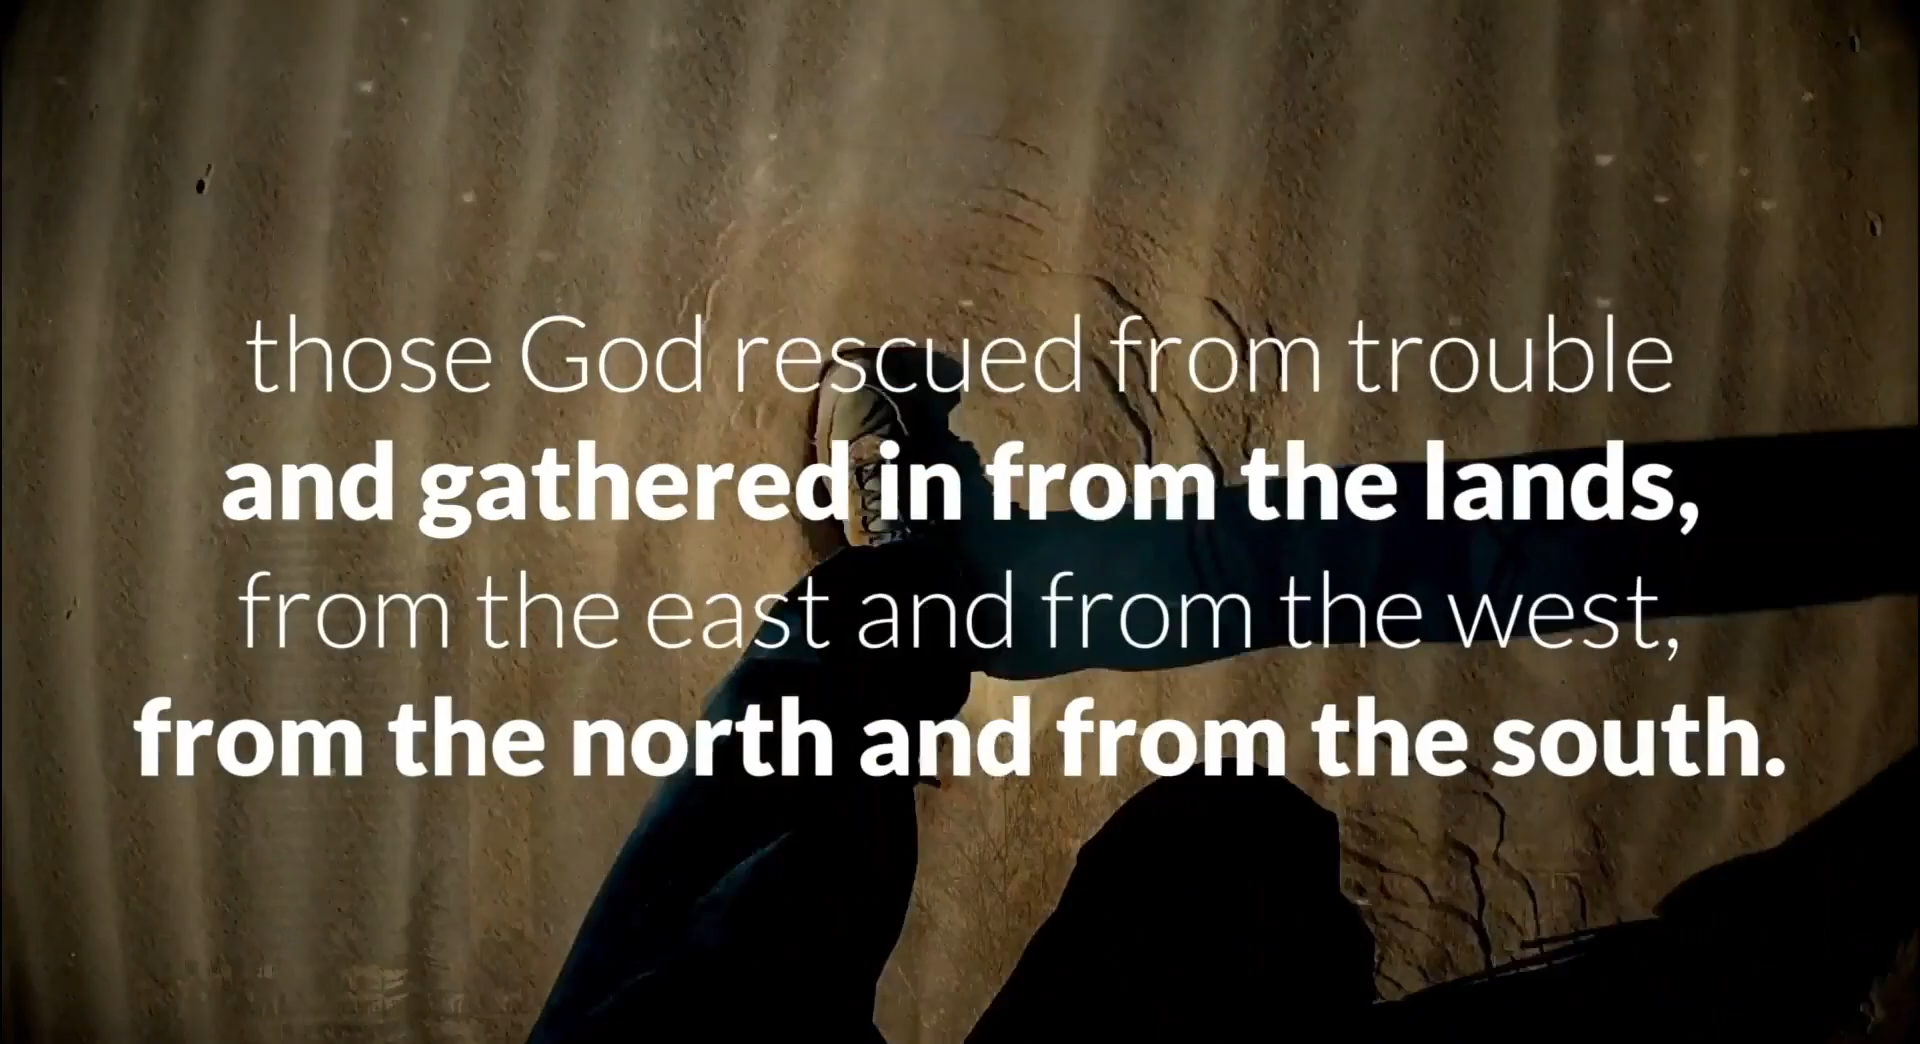 those God rescued from trouble
and gathered in from the lands,
from the east and from the west,
from the north and from the south.